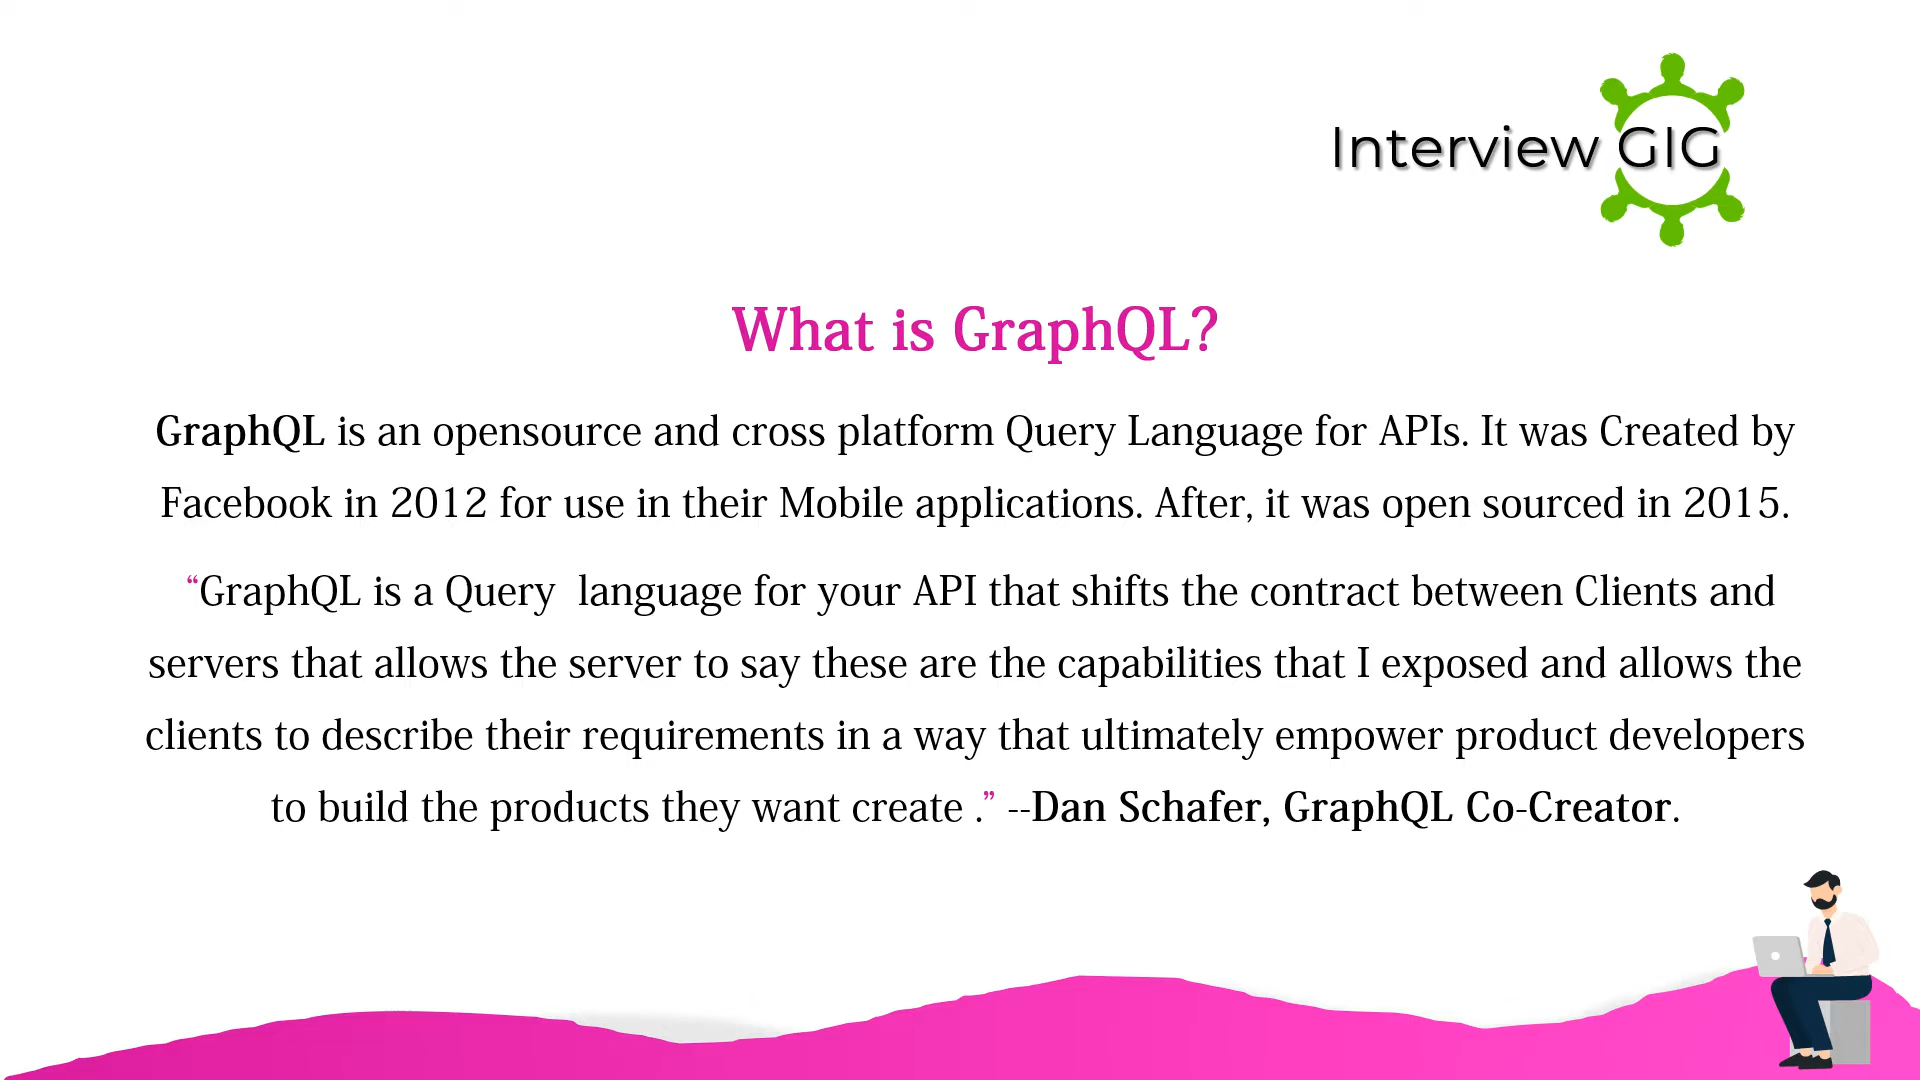 Interview GIG
What is GraphQL?
GraphQL is an opensource and cross platform Query Language for APIs. It was Created by
Facebook in 2012 for use in their Mobile applications. After, it was open sourced in 2015.
“GraphQL is a Query  language for your API that shifts the contract between Clients and
servers that allows the server to say these are the capabilities that I exposed and allows the
clients to describe their requirements in a way that ultimately empower product developers
to build the products they want create .” --Dan Schafer, GraphQL Co-Creator.